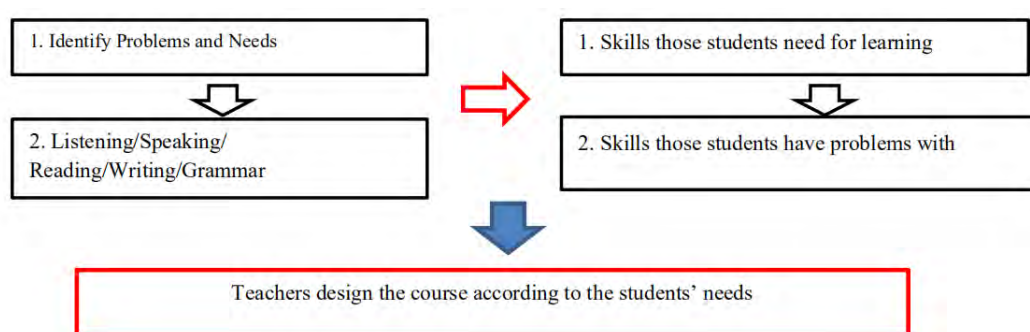 1. Identify Problems and Needs
2. Listening/Speaking/
Reading/Writing/Grammar
1. Skills those students need for learning
2. Skills those students have problems with
Teachers design the course according to the students’ needs